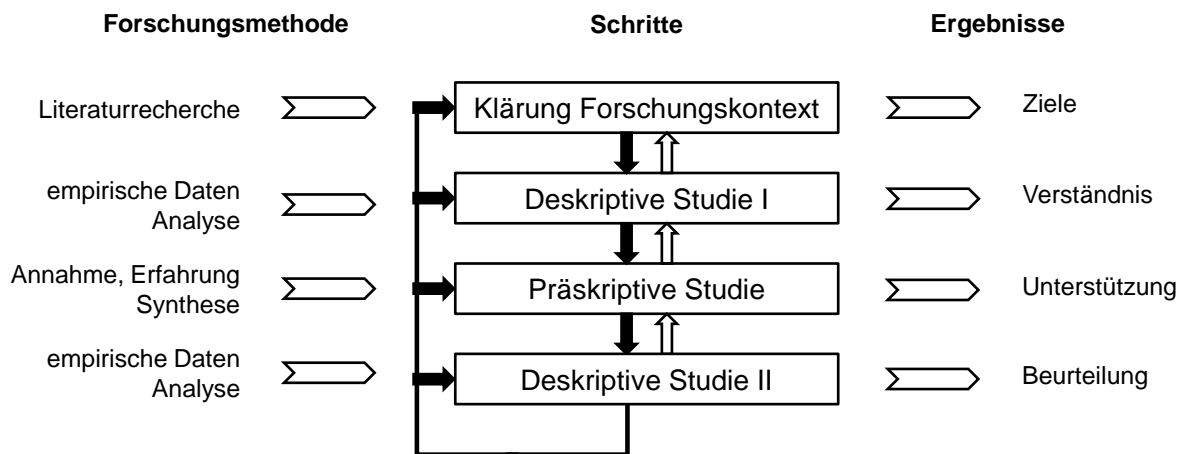 Forschungsmethode
Schritte
Ergebnisse
Literaturrecherche
Klärung Forschungskontext
Ziele
empirische Daten
Analyse
Deskriptive Studie I
Verständnis
Annahme, Erfahrung
Synthese
Präskriptive Studie
Unterstützung
empirische Daten
Analyse
Deskriptive Studie II
Beurteilung